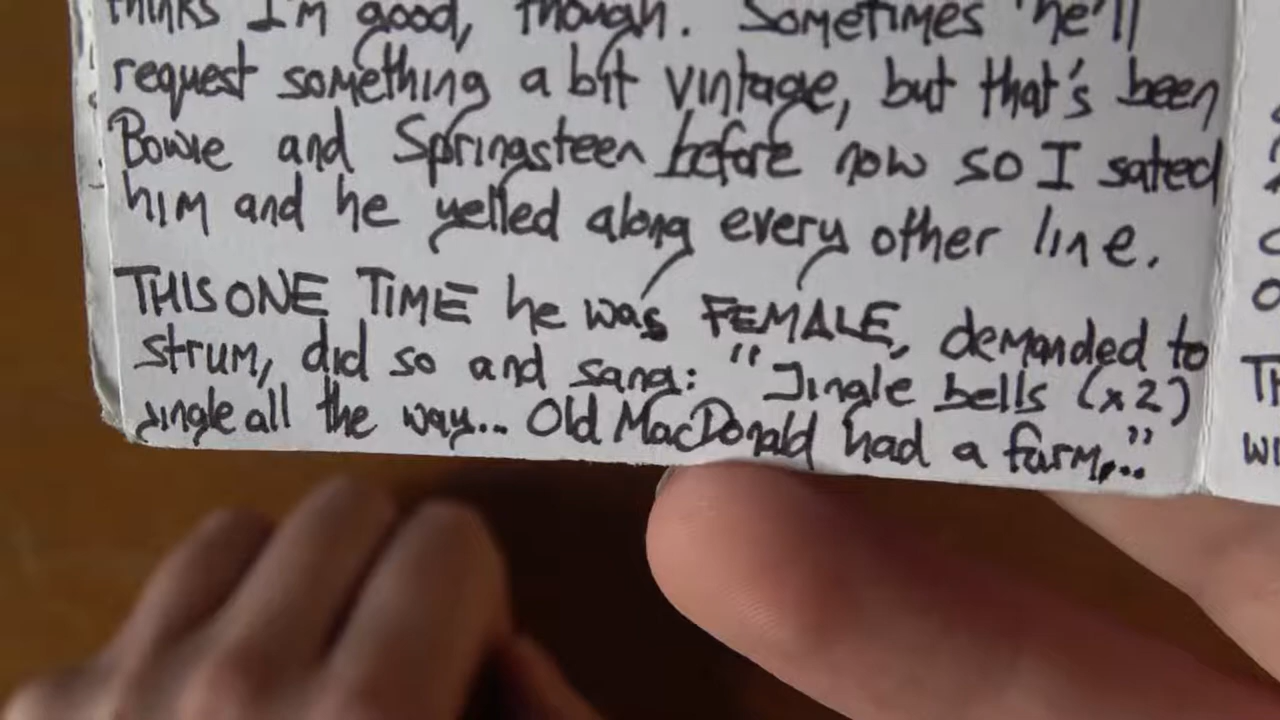 thinks I'm good, though. Sometimes he'll
request something a bit vintage, but that's been
Bowie and Springsteen before now so I sated
him and he yelled along every other line.
THIS ONE TIME he was FEMALE, demanded to
strum, did so and sang: "Jingle bells (x2)
jingle all the way... Old MacDonald had a farm,..."